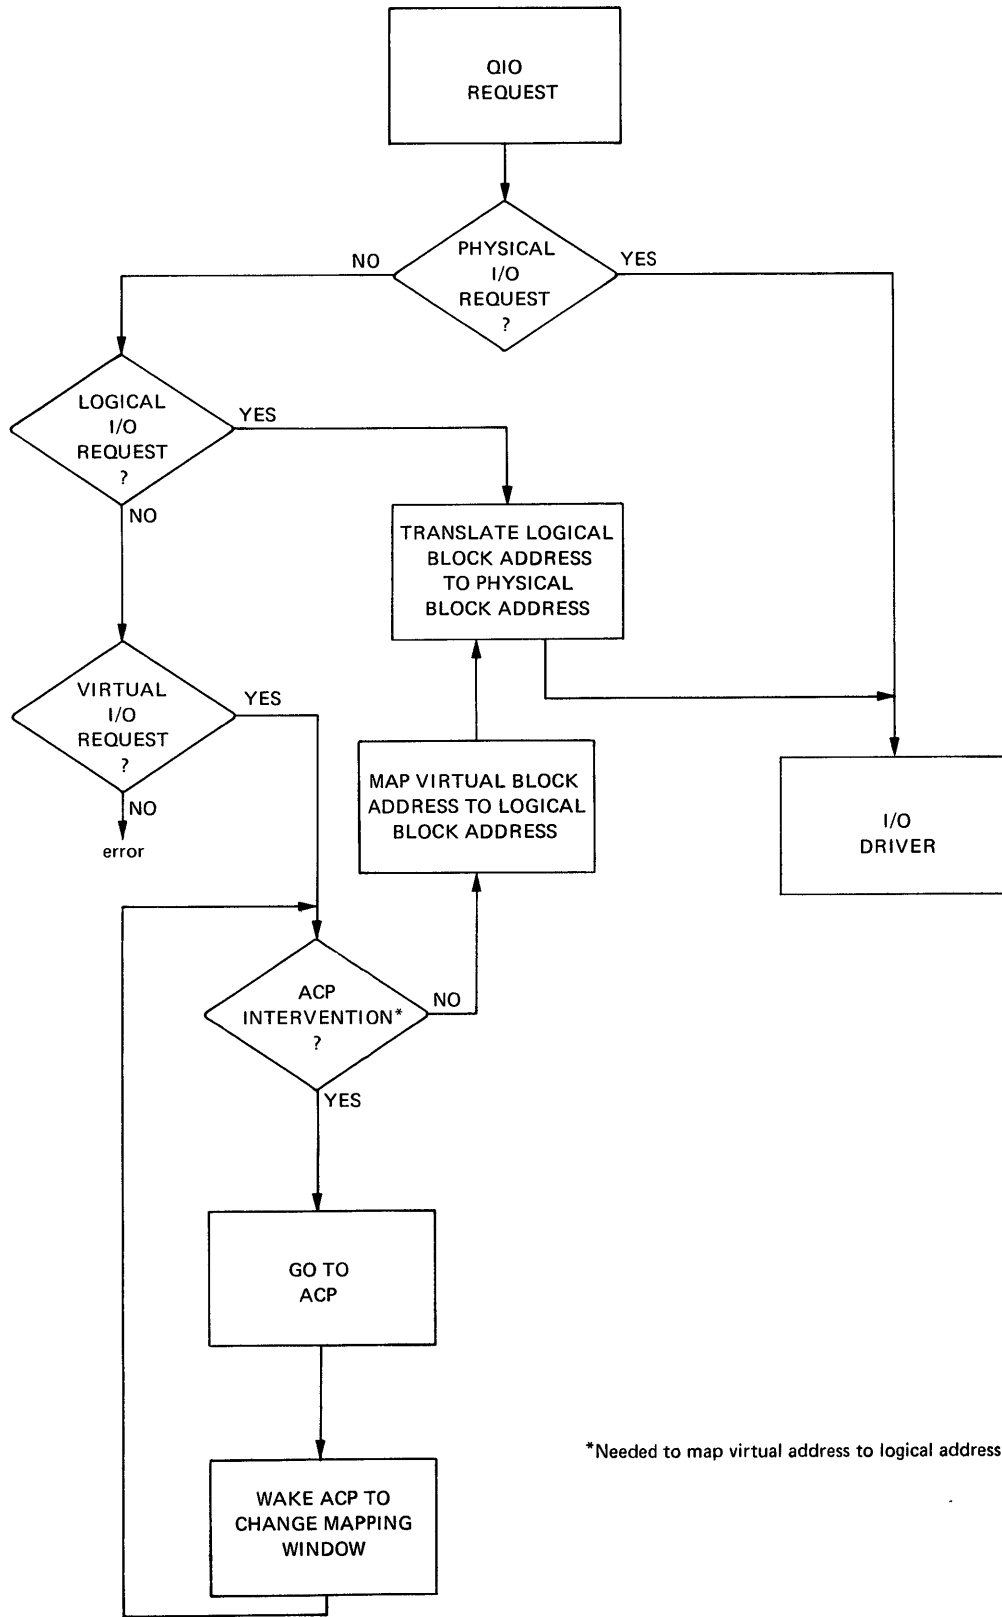 QIO
REQUEST
PHYSICAL
I/O
REQUEST
?
NO
YES
LOGICAL
I/O
REQUEST
?
YES
NO
TRANSLATE LOGICAL
BLOCK ADDRESS
TO PHYSICAL
BLOCK ADDRESS
VIRTUAL
I/O
REQUEST
?
YES
NO
error
MAP VIRTUAL BLOCK
ADDRESS TO LOGICAL
BLOCK ADDRESS
I/O
DRIVER
ACP
INTERVENTION*
?
NO
YES
GO TO
ACP
*Needed to map virtual address to logical address
WAKE ACP TO
CHANGE MAPPING
WINDOW